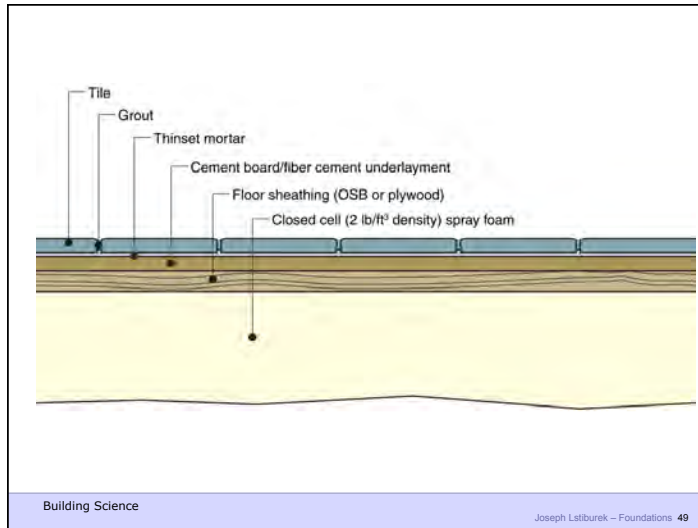 Tile
Grout
Thinset mortar
Cement board/fiber cement underlayment
Floor sheathing (OSB or plywood)
Closed cell (2 lb/ft³ density) spray foam
Building Science
Joseph Lstiburek – Foundations 49